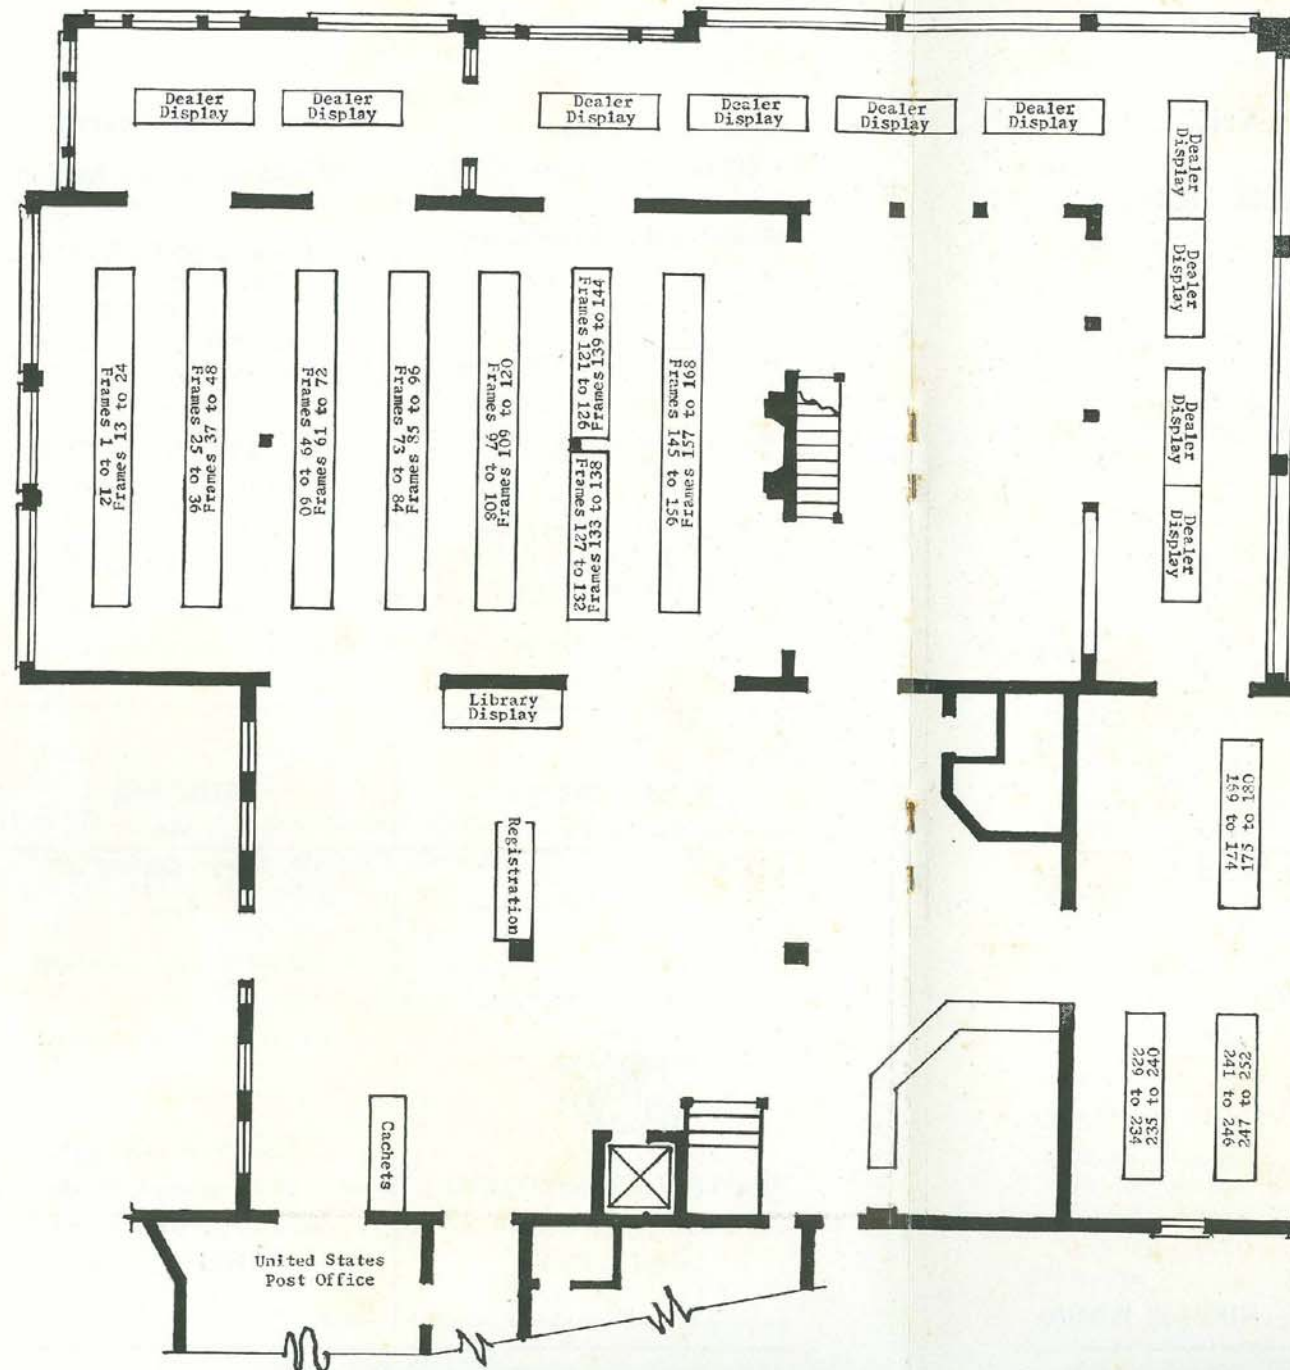 Dealer
Display
Dealer
Display
Dealer
Display
Dealer
Display
Dealer
Display
Dealer
Display
Dealer
Display
Dealer
Display
Dealer
Display
Dealer
Display
Frames 13 to 24
Frames 1 to 12
Frames 37 to 48
Frames 25 to 36
Frames 61 to 72
Frames 49 to 60
Frames 85 to 96
Frames 73 to 84
Frames 109 to 120
Frames 97 to 108
Frames 139 to 144
Frames 121 to 126
Frames 133 to 138
Frames 127 to 132
Frames 157 to 168
Frames 145 to 156
Library
Display
Registration
175 to 180
169 to 174
235 to 240
229 to 234
247 to 252
241 to 246
Cachets
United States
Post Office